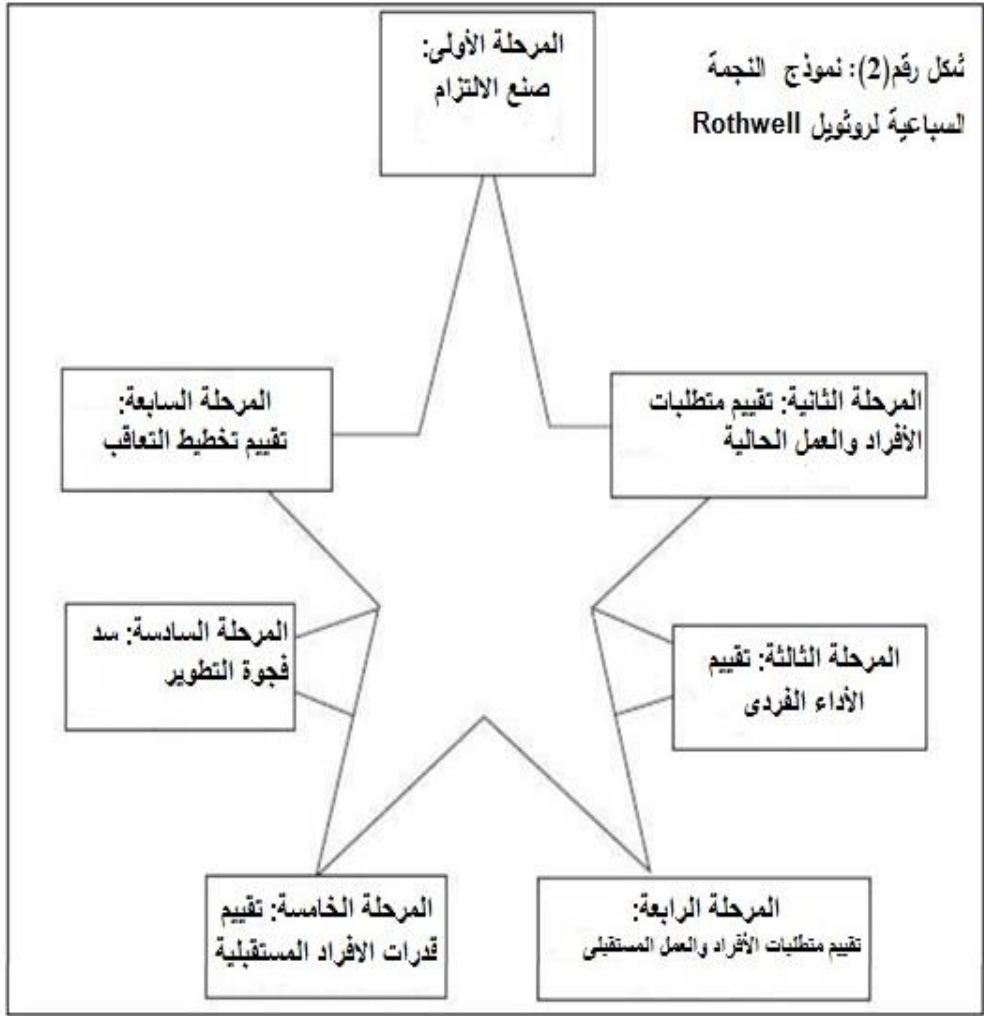 شكل رقم(2): نموذج النجمة
السباعية لروثويل Rothwell
المرحلة الأولى:
صنع الالتزام
المرحلة الثانية: تقييم متطلبات
الأفراد والعمل الحالية
المرحلة الثالثة: تقييم
الأداء الفردى
المرحلة الرابعة:
تقييم متطلبات الأفراد والعمل المستقبلى
المرحلة الخامسة: تقييم
قدرات الافراد المستقبلية
المرحلة السادسة: سد
فجوة التطوير
المرحلة السابعة:
تقييم تخطيط التعاقب